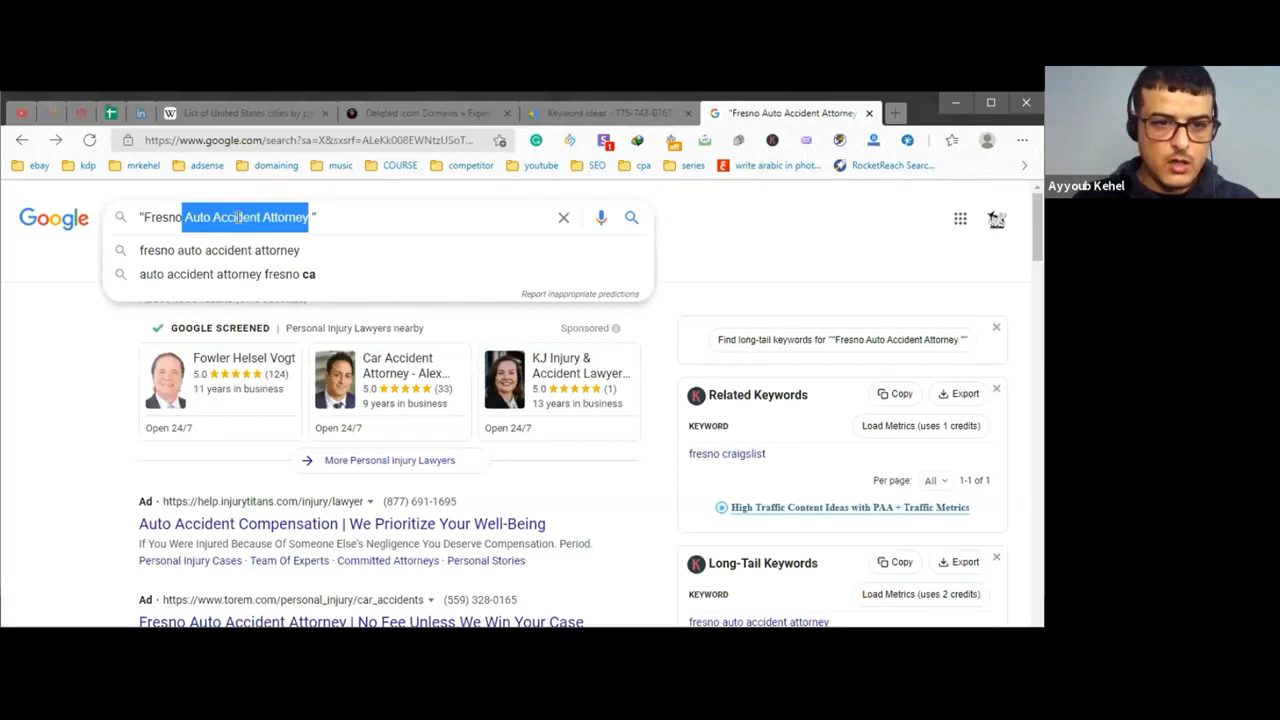 List of United States cities by p
Deleted .com Domains « Exper
Keyword ideas - 775-743-0767
"Fresno Auto Accident Attorney
https://www.google.com/search?sa=X&sxsrf=ALeKk008EWNtzUSoT...
1
off
ebay
kdp
mrkehel
adsense
domaining
music
COURSE
competitor
youtube
SEO
cpa
series
write arabic in phot...
RocketReach Searc...
Ayyoub Kehel
Google
"Fresno Auto Accident Attorney "
fresno auto accident attorney
auto accident attorney fresno ca
Report inappropriate predictions
GOOGLE SCREENED | Personal Injury Lawyers nearby
Sponsored
Fowler Helsel Vogt
5.0 (124)
11 years in business
Open 24/7
Car Accident
Attorney - Alex...
5.0 (33)
9 years in business
Open 24/7
KJ Injury &
Accident Lawyer...
5.0 (1)
13 years in business
Open 24/7
More Personal Injury Lawyers
Ad · https://help.injurytitans.com/injury/lawyer (877) 691-1695
Auto Accident Compensation | We Prioritize Your Well-Being
If You Were Injured Because Of Someone Else's Negligence You Deserve Compensation. Period.
Personal Injury Cases · Team Of Experts · Committed Attorneys · Personal Stories
Ad · https://www.torem.com/personal_injury/car_accidents (559) 328-0165
Fresno Auto Accident Attorney | No Fee Unless We Win Your Case
Find long-tail keywords for ""Fresno Auto Accident Attorney ""
Related Keywords
Copy
Export
KEYWORD
Load Metrics (uses 1 credits)
fresno craigslist
Per page: All 1-1 of 1
High Traffic Content Ideas with PAA + Traffic Metrics
Long-Tail Keywords
Copy
Export
KEYWORD
Load Metrics (uses 2 credits)
fresno auto accident attorney